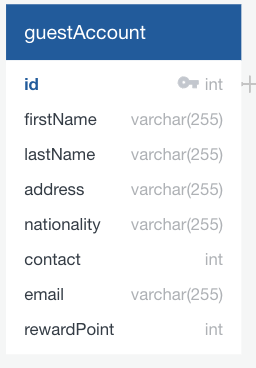 guestAccount
id int
firstName varchar(255)
lastName varchar(255)
address varchar(255)
nationality varchar(255)
contact int
email varchar(255)
rewardPoint int